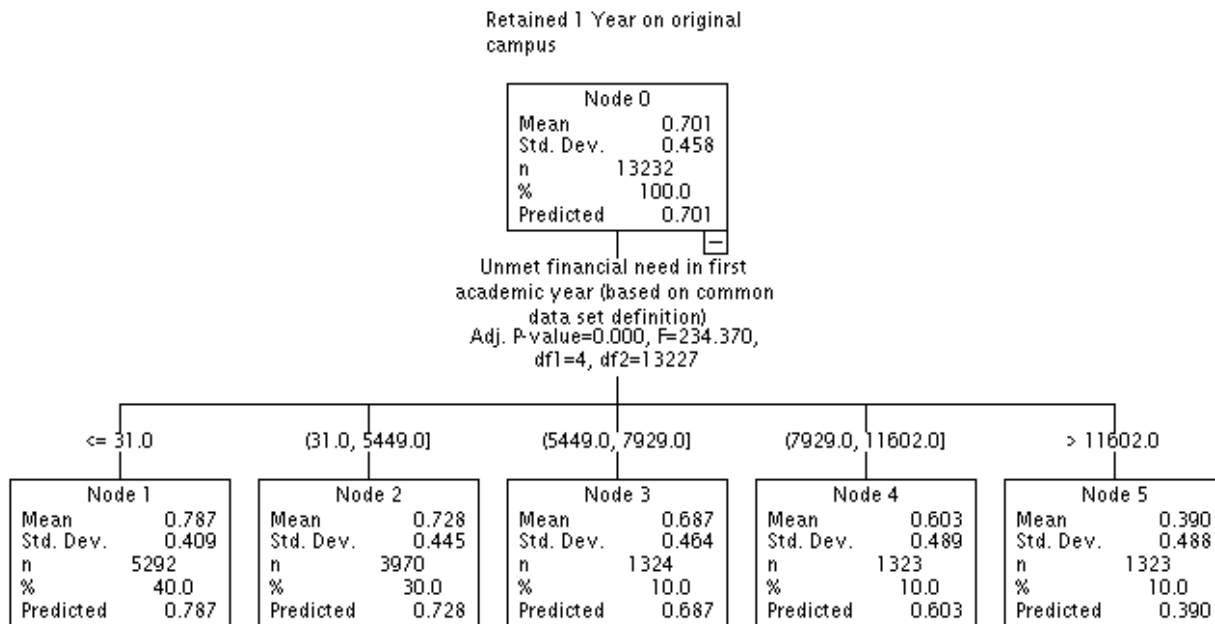 Retained 1 Year on original
campus
Node 0
Mean 0.701
Std. Dev. 0.458
n 13232
% 100.0
Predicted 0.701
Unmet financial need in first
academic year (based on common
data set definition)
Adj. P-value=0.000, F=234.370,
df1=4, df2=13227
<= 31.0
(31.0, 5449.0]
(5449.0, 7929.0]
(7929.0, 11602.0]
> 11602.0
Node 1
Mean 0.787
Std. Dev. 0.409
n 5292
% 40.0
Predicted 0.787
Node 2
Mean 0.728
Std. Dev. 0.445
n 3970
% 30.0
Predicted 0.728
Node 3
Mean 0.687
Std. Dev. 0.464
n 1324
% 10.0
Predicted 0.687
Node 4
Mean 0.603
Std. Dev. 0.489
n 1323
% 10.0
Predicted 0.603
Node 5
Mean 0.390
Std. Dev. 0.488
n 1323
% 10.0
Predicted 0.390